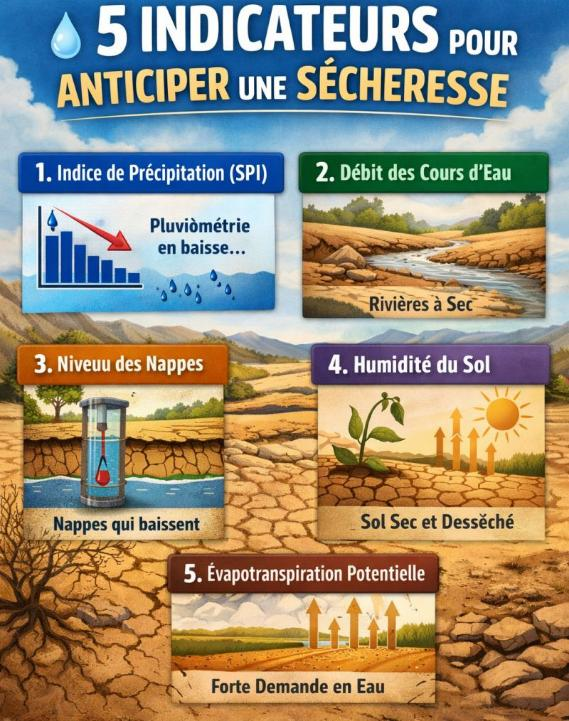 5 INDICATEURS POUR
ANTICIPER UNE SÉCHERESSE
1. Indice de Précipitation (SPI)
Pluviòmétrie
en baisse...
2. Débit des Cours d'Eau
Rivières à Sec
3. Niveuu des Nappes
Nappes qui baissent
4. Humidité du Sol
Sol Sec et Dessĕché
5. Évapotranspiration Potentielle
Forte Demande en Eau